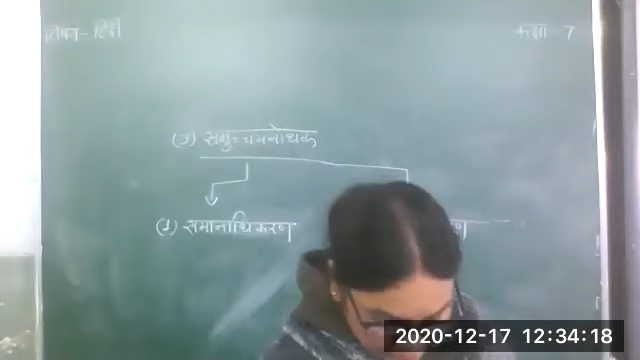 विषय - हिन्दी
कक्षा - 7
(3) समुच्चयबोधक
(1) समानाधिकरण
2020-12-17 12:34:18